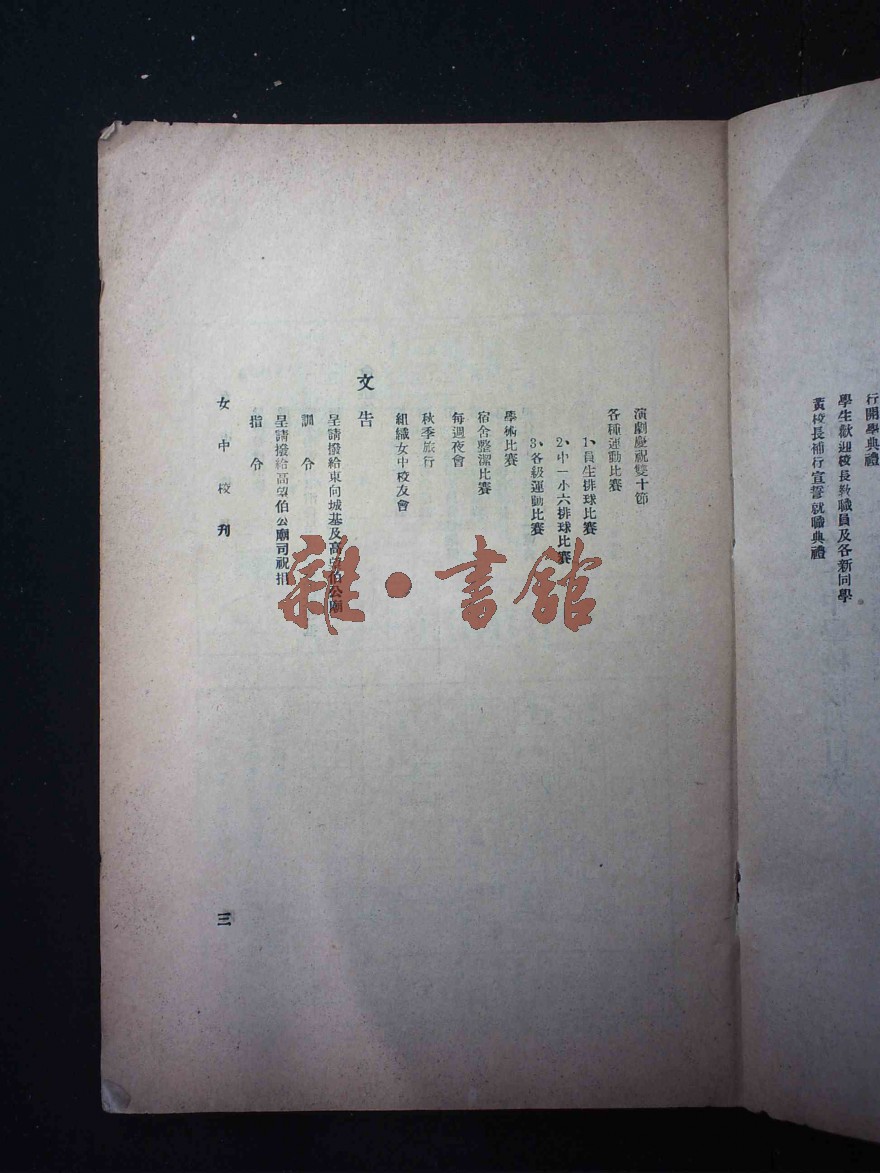 行開學典禮
學生歡迎校長教職員及各新同學
黃校長補行宣誓就職典禮
演劇慶祝雙十節
各種運動比賽
1、員生排球比賽
2、中一小六排球比賽
3、各級運動比賽
學術比賽
宿舍整潔比賽
每週夜會
秋季旅行
組織女中校友會
文告
呈請撥給東向城基及高望伯公廟
訓令
呈請撥給高望伯公廟司祝捐
指令
女中校刊
三
雜·書館